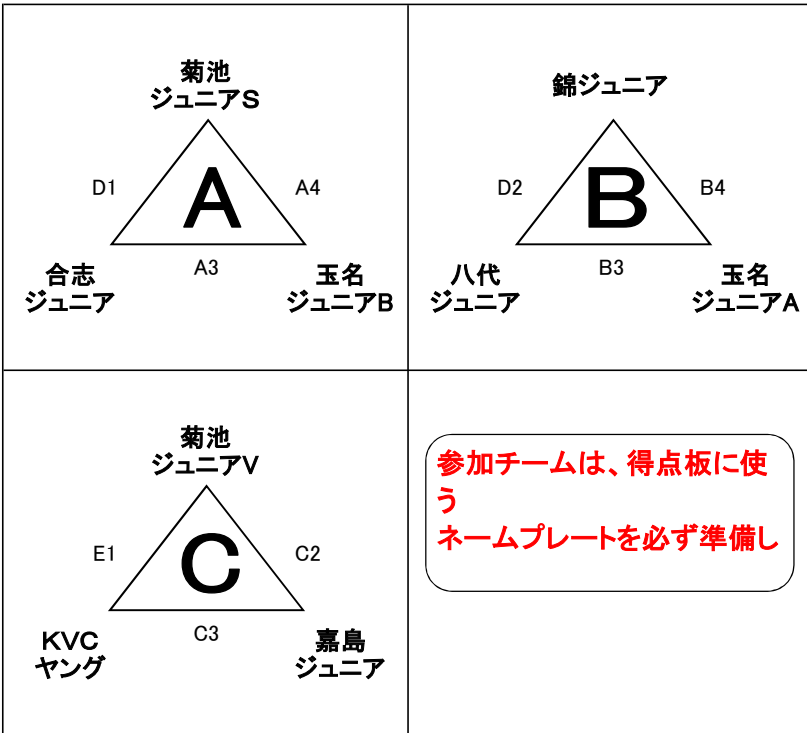 菊池
ジュニアS
D1
A
A4
A3
合志
ジュニア
玉名
ジュニアB
錦ジュニア
D2
B
B4
B3
八代
ジュニア
玉名
ジュニアA
菊池
ジュニアV
E1
C
C2
C3
KVC
ヤング
嘉島
ジュニア
参加チームは、得点板に使
う
ネームプレートを必ず準備し